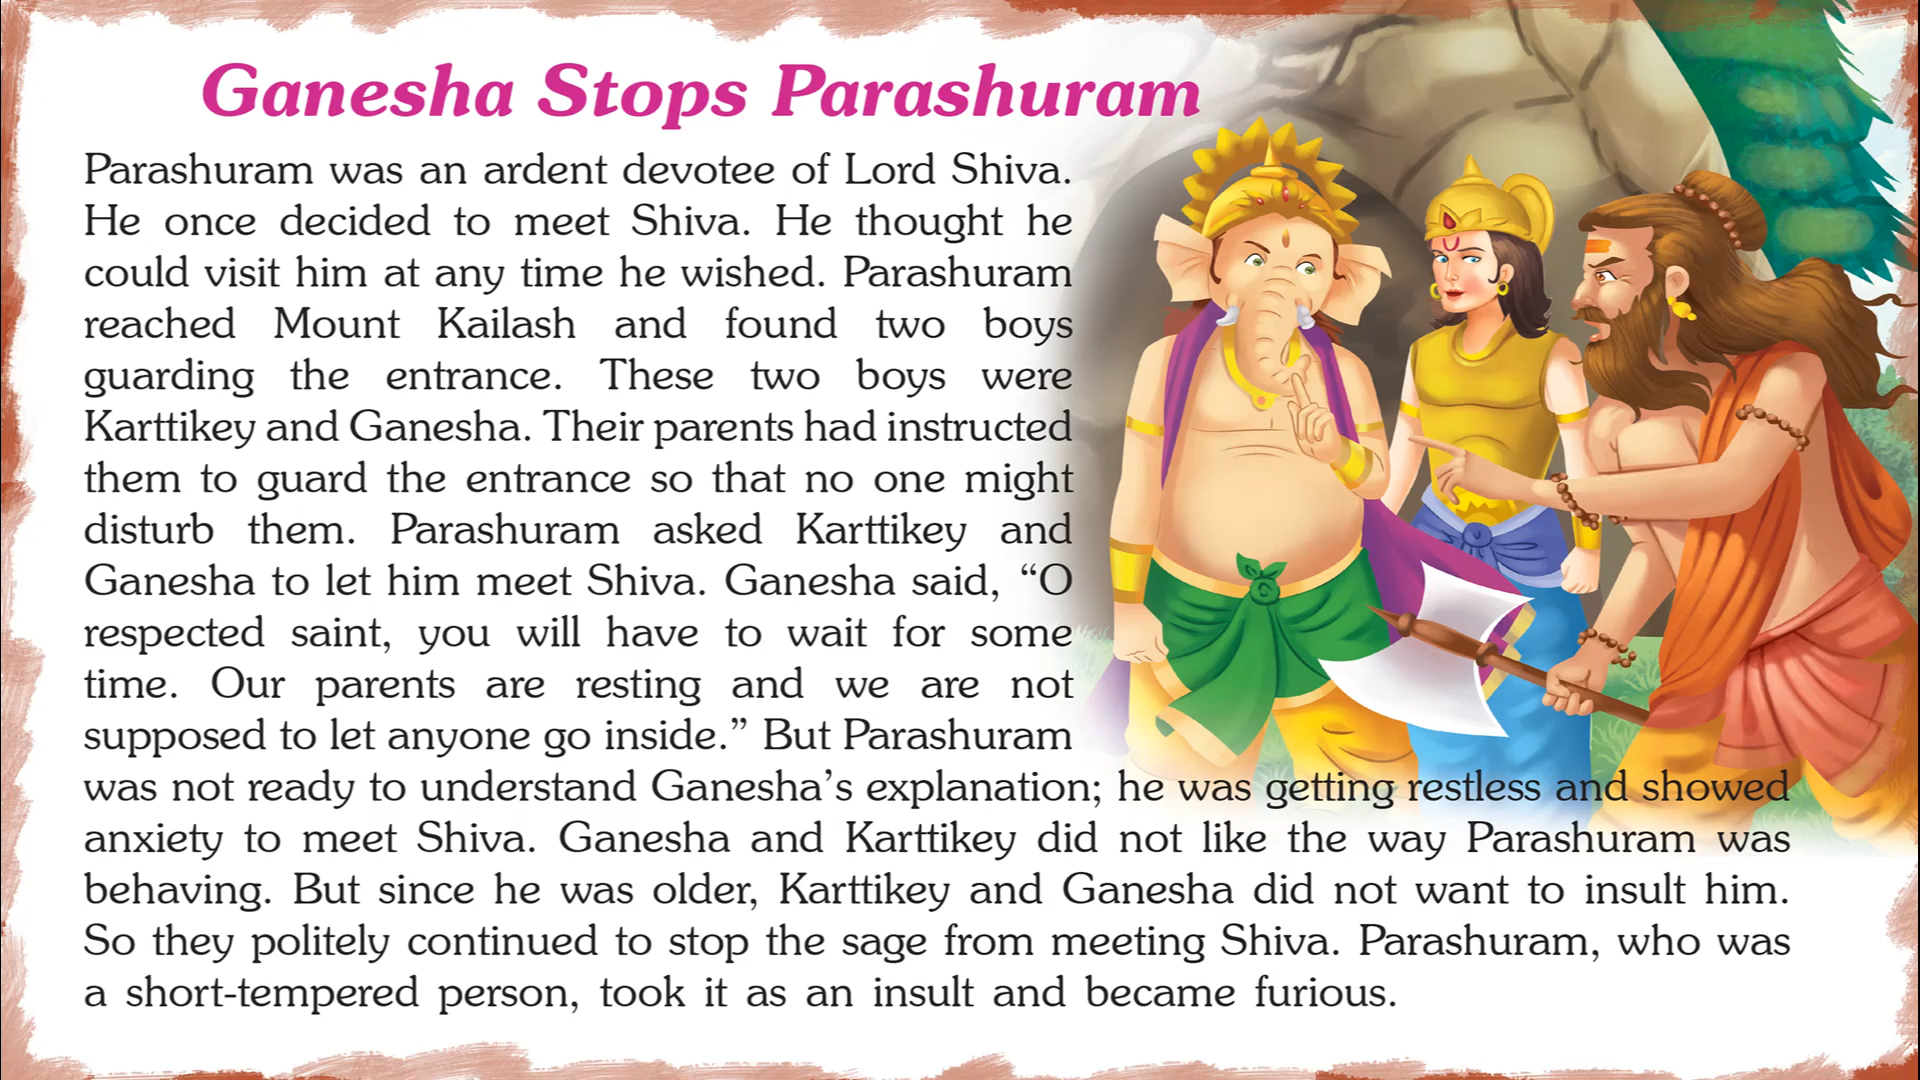 Ganesha Stops Parashuram
Parashuram was an ardent devotee of Lord Shiva.
He once decided to meet Shiva. He thought he
could visit him at any time he wished. Parashuram
reached Mount Kailash and found two boys
guarding the entrance. These two boys were
Karttikey and Ganesha. Their parents had instructed
them to guard the entrance so that no one might
disturb them. Parashuram asked Karttikey and
Ganesha to let him meet Shiva. Ganesha said, “O
respected saint, you will have to wait for some
time. Our parents are resting and we are not
supposed to let anyone go inside.” But Parashuram
was not ready to understand Ganesha’s explanation; he was getting restless and showed
anxiety to meet Shiva. Ganesha and Karttikey did not like the way Parashuram was
behaving. But since he was older, Karttikey and Ganesha did not want to insult him.
So they politely continued to stop the sage from meeting Shiva. Parashuram, who was
a short-tempered person, took it as an insult and became furious.